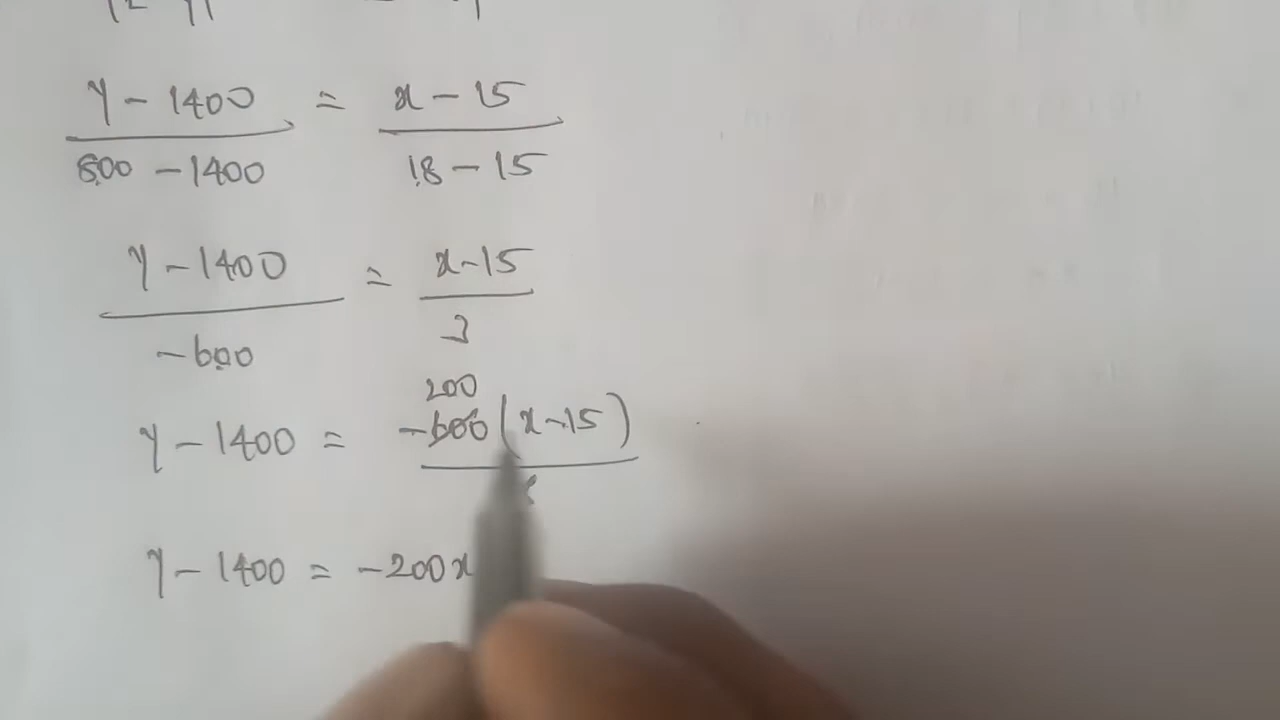 y - 1400 = x - 15
800 - 1400 18 - 15
y - 1400 = x - 15
-600 3
200
y - 1400 = -600 (x - 15)
y - 1400 = -200x